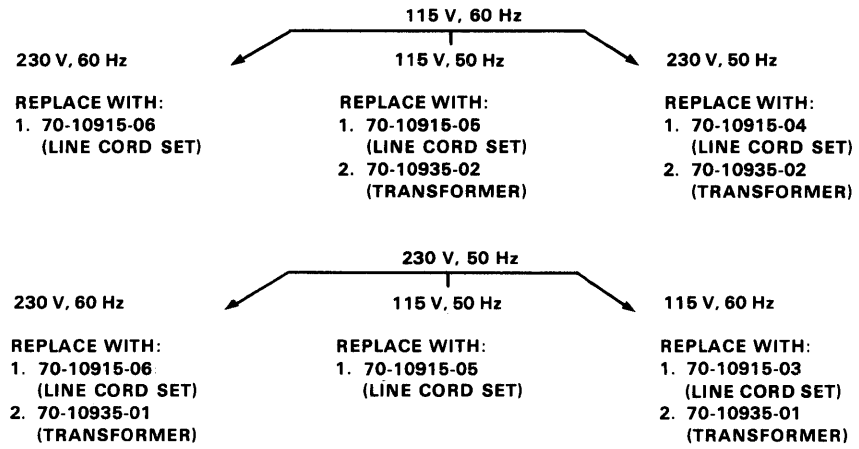 115 V, 60 Hz
230 V, 60 Hz
REPLACE WITH:
1. 70-10915-06
(LINE CORD SET)
115 V, 50 Hz
REPLACE WITH:
1. 70-10915-05
(LINE CORD SET)
2. 70-10935-02
(TRANSFORMER)
230 V, 50 Hz
REPLACE WITH:
1. 70-10915-04
(LINE CORD SET)
2. 70-10935-02
(TRANSFORMER)
230 V, 50 Hz
230 V, 60 Hz
REPLACE WITH:
1. 70-10915-06
(LINE CORD SET)
2. 70-10935-01
(TRANSFORMER)
115 V, 50 Hz
REPLACE WITH:
1. 70-10915-05
(LINE CORD SET)
115 V, 60 Hz
REPLACE WITH:
1. 70-10915-03
(LINE CORD SET)
2. 70-10935-01
(TRANSFORMER)